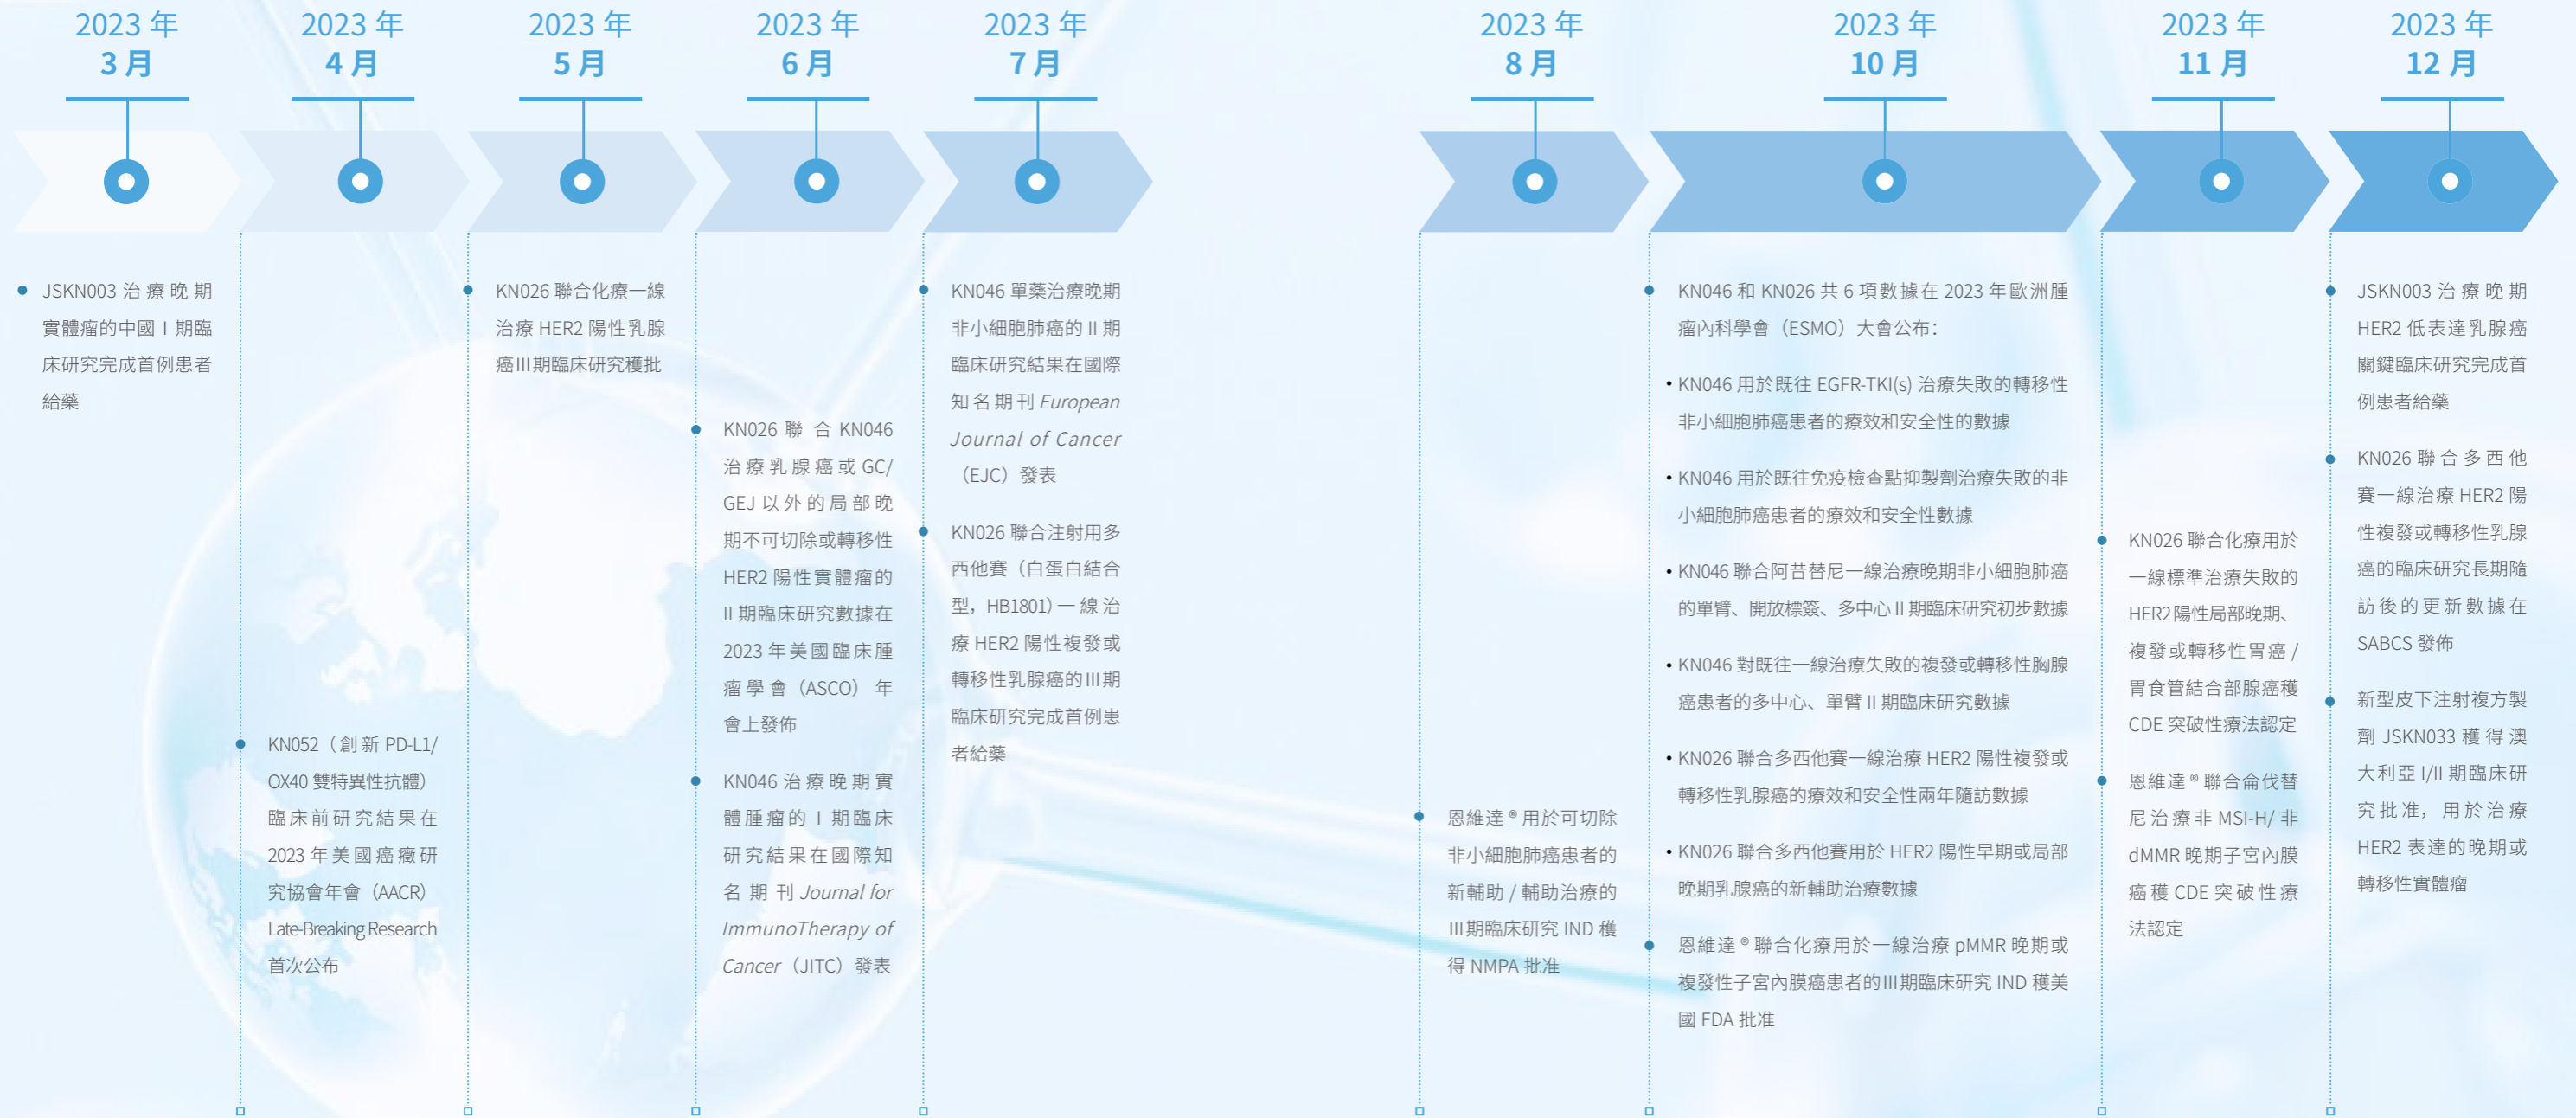 2023 年
3 月
JSKN003 治療晚期
實體瘤的中國 I 期臨
床研究完成首例患者
給藥
2023 年
4 月
KN052（創新 PD-L1/
OX40 雙特異性抗體）
臨床前研究結果在
2023 年美國癌癥研
究協會年會（AACR）
Late-Breaking Research
首次公布
2023 年
5 月
KN026 聯合化療一線
治療 HER2 陽性乳腺
癌III期臨床研究穫批
2023 年
6 月
KN026 聯合 KN046
治療乳腺癌或 GC/
GEJ 以外的局部晚
期不可切除或轉移性
HER2 陽性實體瘤的
II 期臨床研究數據在
2023 年美國臨床腫
瘤學會（ASCO） 年
會上發佈
KN046 治療晚期實
體腫瘤的 I 期臨床
研究結果在國際知
名期刊 Journal for
ImmunoTherapy of
Cancer（JITC）發表
2023 年
7 月
KN046 單藥治療晚期
非小細胞肺癌的 II 期
臨床研究結果在國際
知名期刊 European
Journal of Cancer
（EJC）發表
KN026 聯合注射用多
西他賽（白蛋白結合
型，HB1801）一線治
療 HER2 陽性複發或
轉移性乳腺癌的III期
臨床研究完成首例患
者給藥
2023 年
8 月
恩維達 ® 用於可切除
非小細胞肺癌患者的
新輔助 / 輔助治療的
III期臨床研究 IND 穫
得 NMPA 批准
2023 年
10 月
KN046 和 KN026 共 6 項數據在 2023 年歐洲腫
瘤內科學會（ESMO）大會公布：
• KN046 用於既往 EGFR-TKI(s) 治療失敗的轉移性
非小細胞肺癌患者的療效和安全性的數據
• KN046 用於既往免疫檢查點抑製劑治療失敗的非
小細胞肺癌患者的療效和安全性數據
• KN046 聯合阿昔替尼一線治療晚期非小細胞肺癌
的單臂、開放標簽、多中心 II 期臨床研究初步數據
• KN046 對既往一線治療失敗的複發或轉移性胸腺
癌患者的多中心、單臂 II 期臨床研究數據
• KN026 聯合多西他賽一線治療 HER2 陽性複發或
轉移性乳腺癌的療效和安全性兩年隨訪數據
• KN026 聯合多西他賽用於 HER2 陽性早期或局部
晚期乳腺癌的新輔助治療數據
恩維達 ® 聯合化療用於一線治療 pMMR 晚期或
複發性子宮內膜癌患者的III期臨床研究 IND 穫美
國 FDA 批准
2023 年
11 月
KN026 聯合化療用於
一線標準治療失敗的
HER2陽性局部晚期、
複發或轉移性胃癌 /
胃食管結合部腺癌穫
CDE 突破性療法認定
恩維達 ® 聯合侖伐替
尼治療非 MSI-H/ 非
dMMR 晚期子宮內膜
癌穫 CDE 突破性療
法認定
2023 年
12 月
JSKN003 治療晚期
HER2 低表達乳腺癌
關鍵臨床研究完成首
例患者給藥
KN026 聯合多西他
賽一線治療 HER2 陽
性複發或轉移性乳腺
癌的臨床研究長期隨
訪後的更新數據在
SABCS 發佈
新型皮下注射複方製
劑 JSKN033 穫得澳
大利亞 I/II 期臨床研
究批准，用於治療
HER2 表達的晚期或
轉移性實體瘤